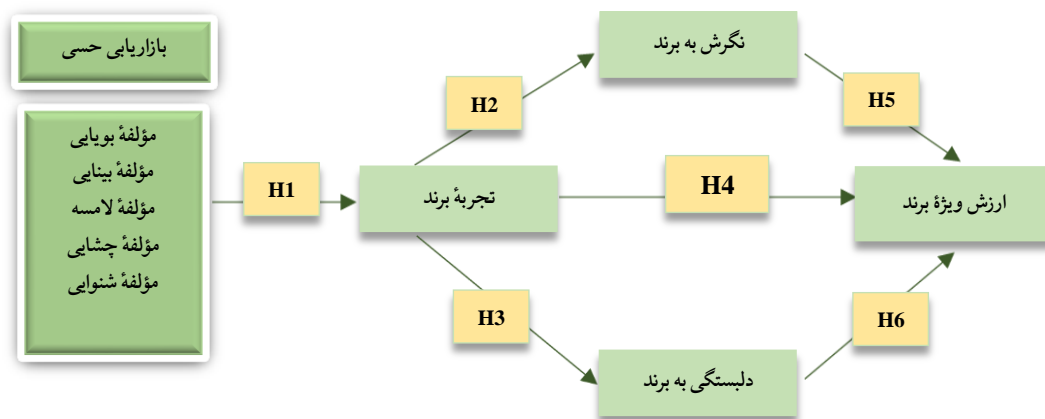 بازاریابی حسی
مؤلفهٔ بویایی
مؤلفهٔ بینایی
مؤلفهٔ لامسه
مؤلفهٔ چشایی
مؤلفهٔ شنوایی
H1
تجربهٔ برند
H2
نگرش به برند
H5
H4
ارزش ویژهٔ برند
H3
دلبستگی به برند
H6